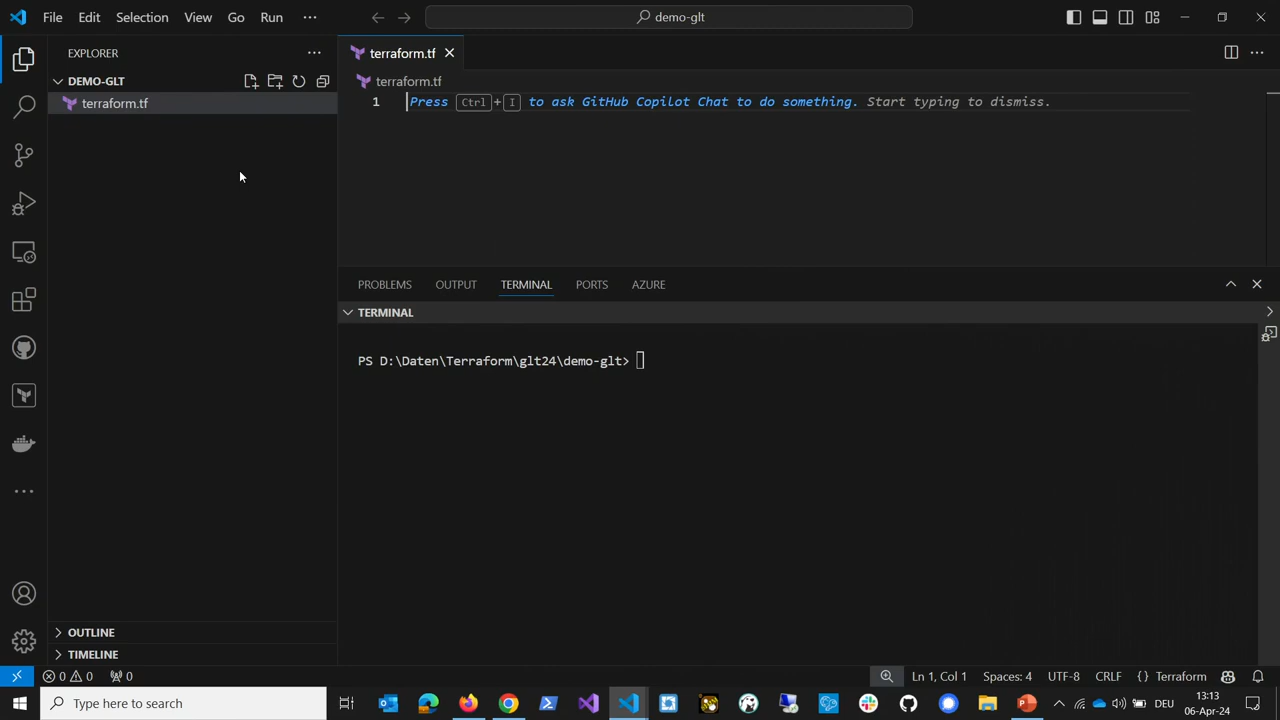 File Edit Selection View Go Run ···
demo-glt
EXPLORER
DEMO-GLT
terraform.tf
terraform.tf
terraform.tf
1 Press Ctrl+I to ask GitHub Copilot Chat to do something. Start typing to dismiss.
PROBLEMS OUTPUT TERMINAL PORTS AZURE
TERMINAL
PS D:\Daten\Terraform\glt24\demo-glt>
OUTLINE
TIMELINE
0 0 0 Ln 1, Col 1 Spaces: 4 UTF-8 CRLF {} Terraform
Type here to search
DEU
13:13
06-Apr-24